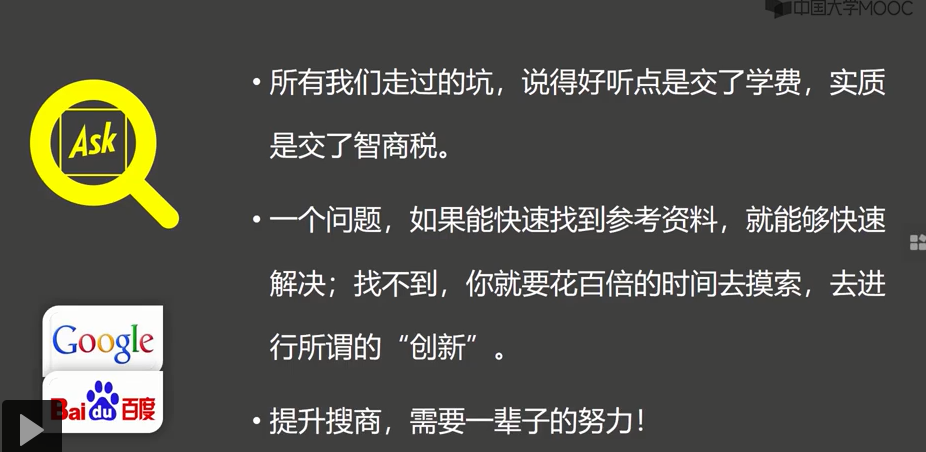 中国大学MOOC
• 所有我们走过的坑，说得好听点是交了学费，实质
是交了智商税。
Ask
• 一个问题，如果能快速找到参考资料，就能够快速
解决；找不到，你就要花百倍的时间去摸索，去进
行所谓的“创新”。
Google
Bai du 百度
• 提升搜商，需要一辈子的努力！